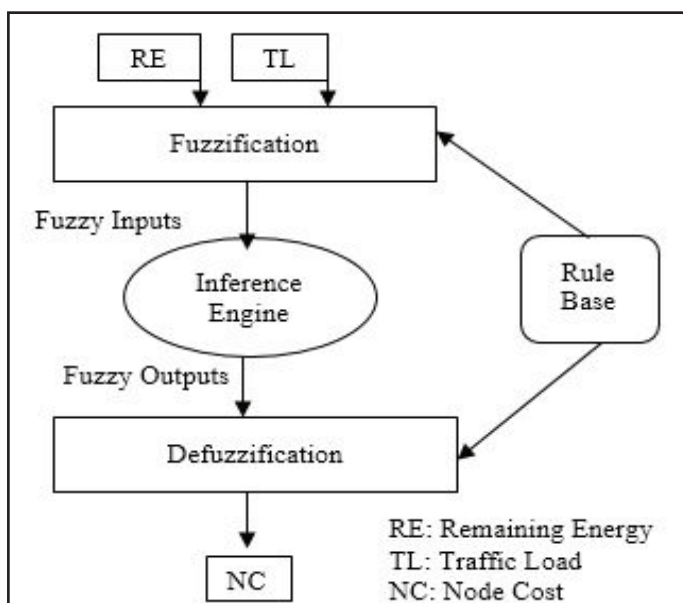 RE
TL
Fuzzification
Fuzzy Inputs
Inference
Engine
Rule
Base
Fuzzy Outputs
Defuzzification
NC
RE: Remaining Energy
TL: Traffic Load
NC: Node Cost